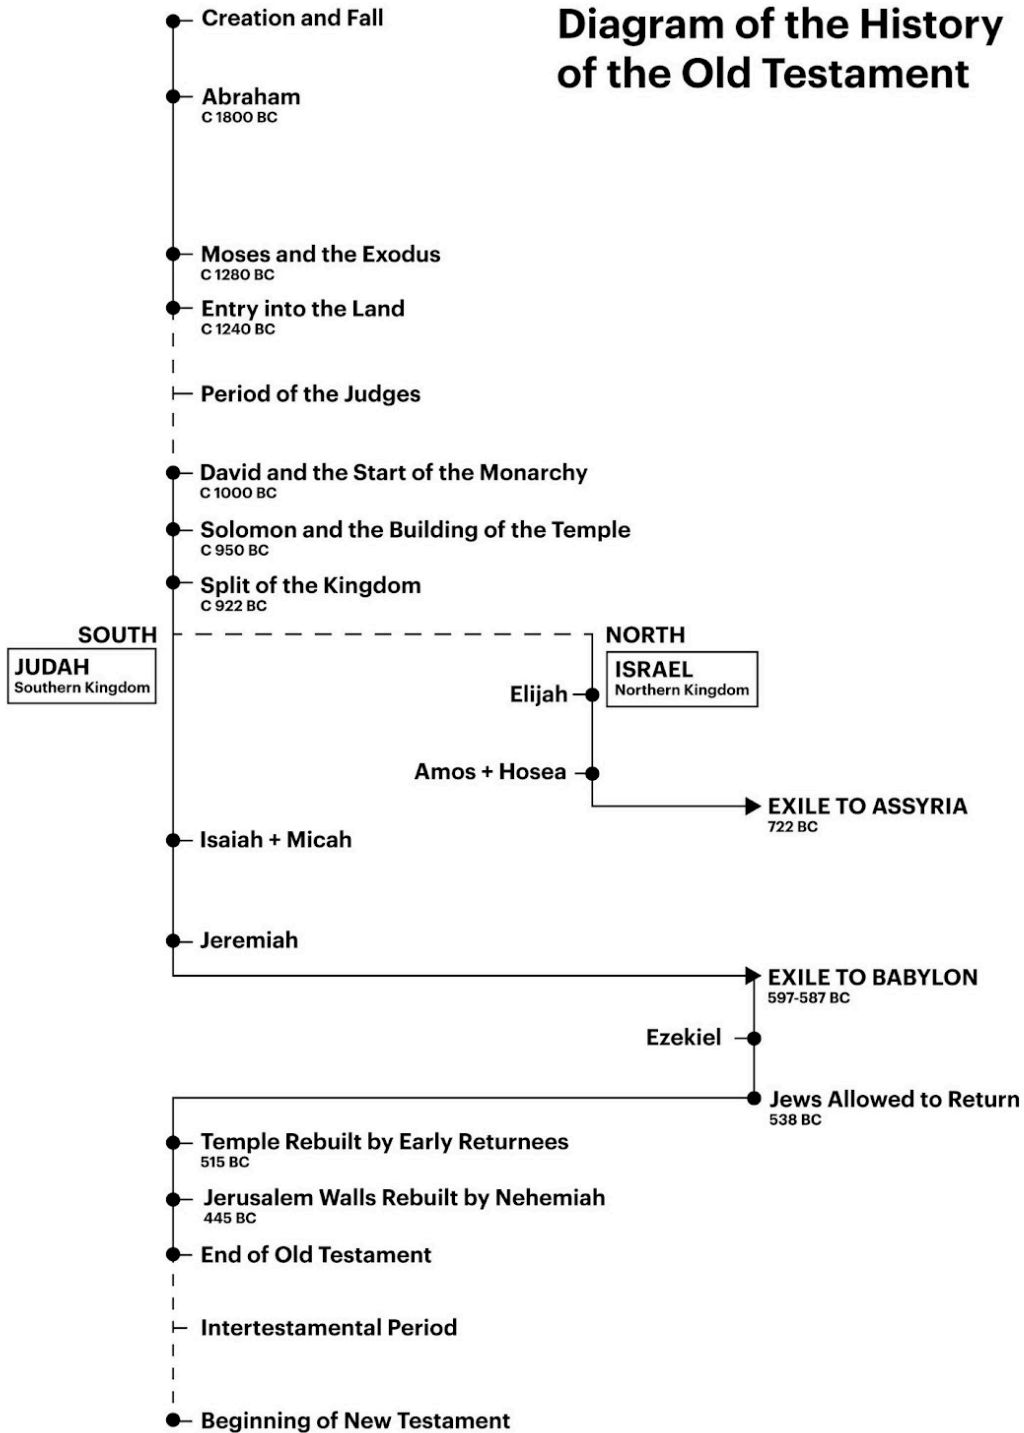 Diagram of the History
of the Old Testament
Creation and Fall
Abraham
C 1800 BC
Moses and the Exodus
C 1280 BC
Entry into the Land
C 1240 BC
Period of the Judges
David and the Start of the Monarchy
C 1000 BC
Solomon and the Building of the Temple
C 950 BC
Split of the Kingdom
C 922 BC
SOUTH
NORTH
JUDAH
Southern Kingdom
ISRAEL
Northern Kingdom
Elijah
Amos + Hosea
EXILE TO ASSYRIA
722 BC
Isaiah + Micah
Jeremiah
EXILE TO BABYLON
597-587 BC
Ezekiel
Jews Allowed to Return
538 BC
Temple Rebuilt by Early Returnees
515 BC
Jerusalem Walls Rebuilt by Nehemiah
445 BC
End of Old Testament
Intertestamental Period
Beginning of New Testament